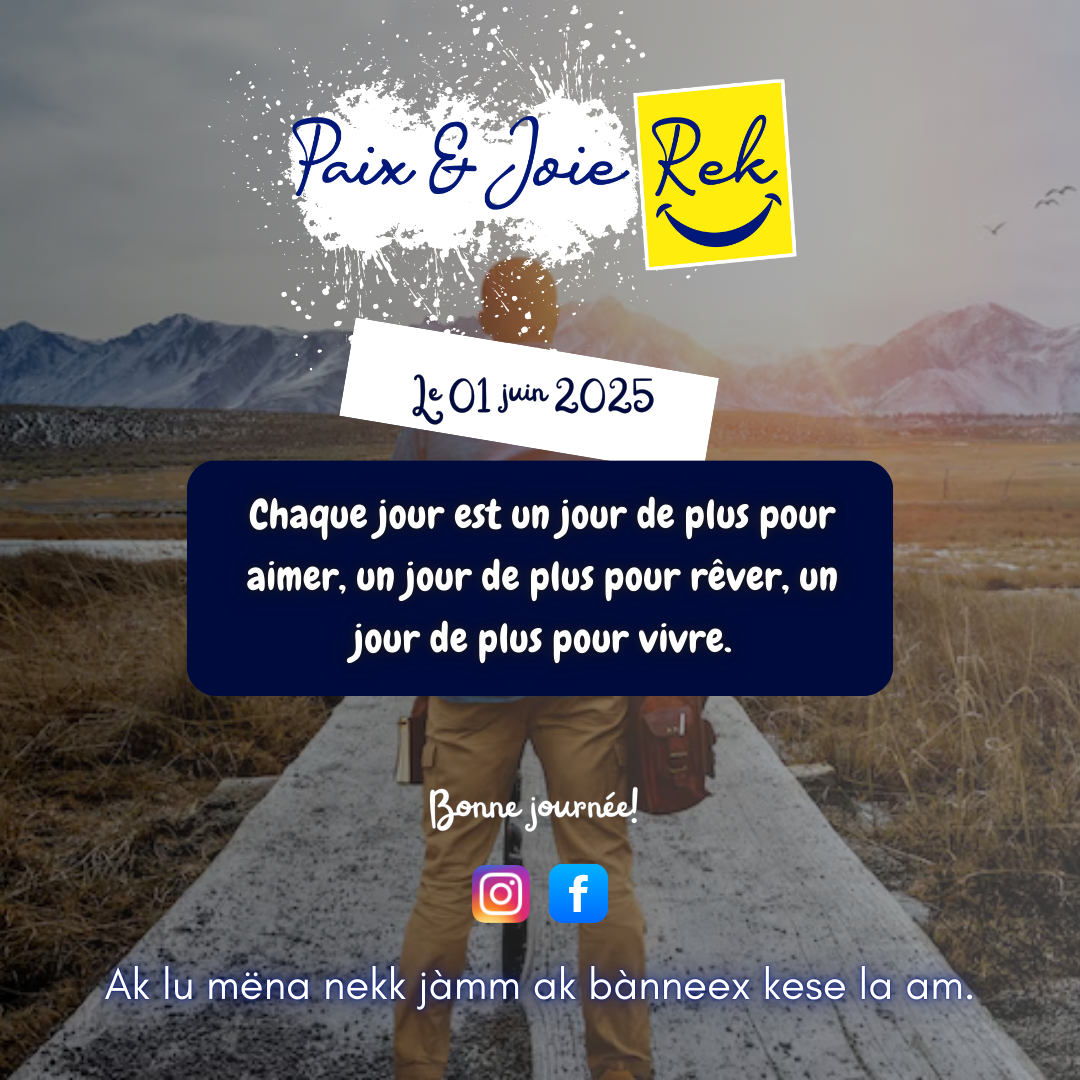 Paix & Joie Rek
Le 01 juin 2025
Chaque jour est un jour de plus pour
aimer, un jour de plus pour rêver, un
jour de plus pour vivre.
Bonne journée!
Ak lu mëna nekk jàmm ak bànneex kese la am.